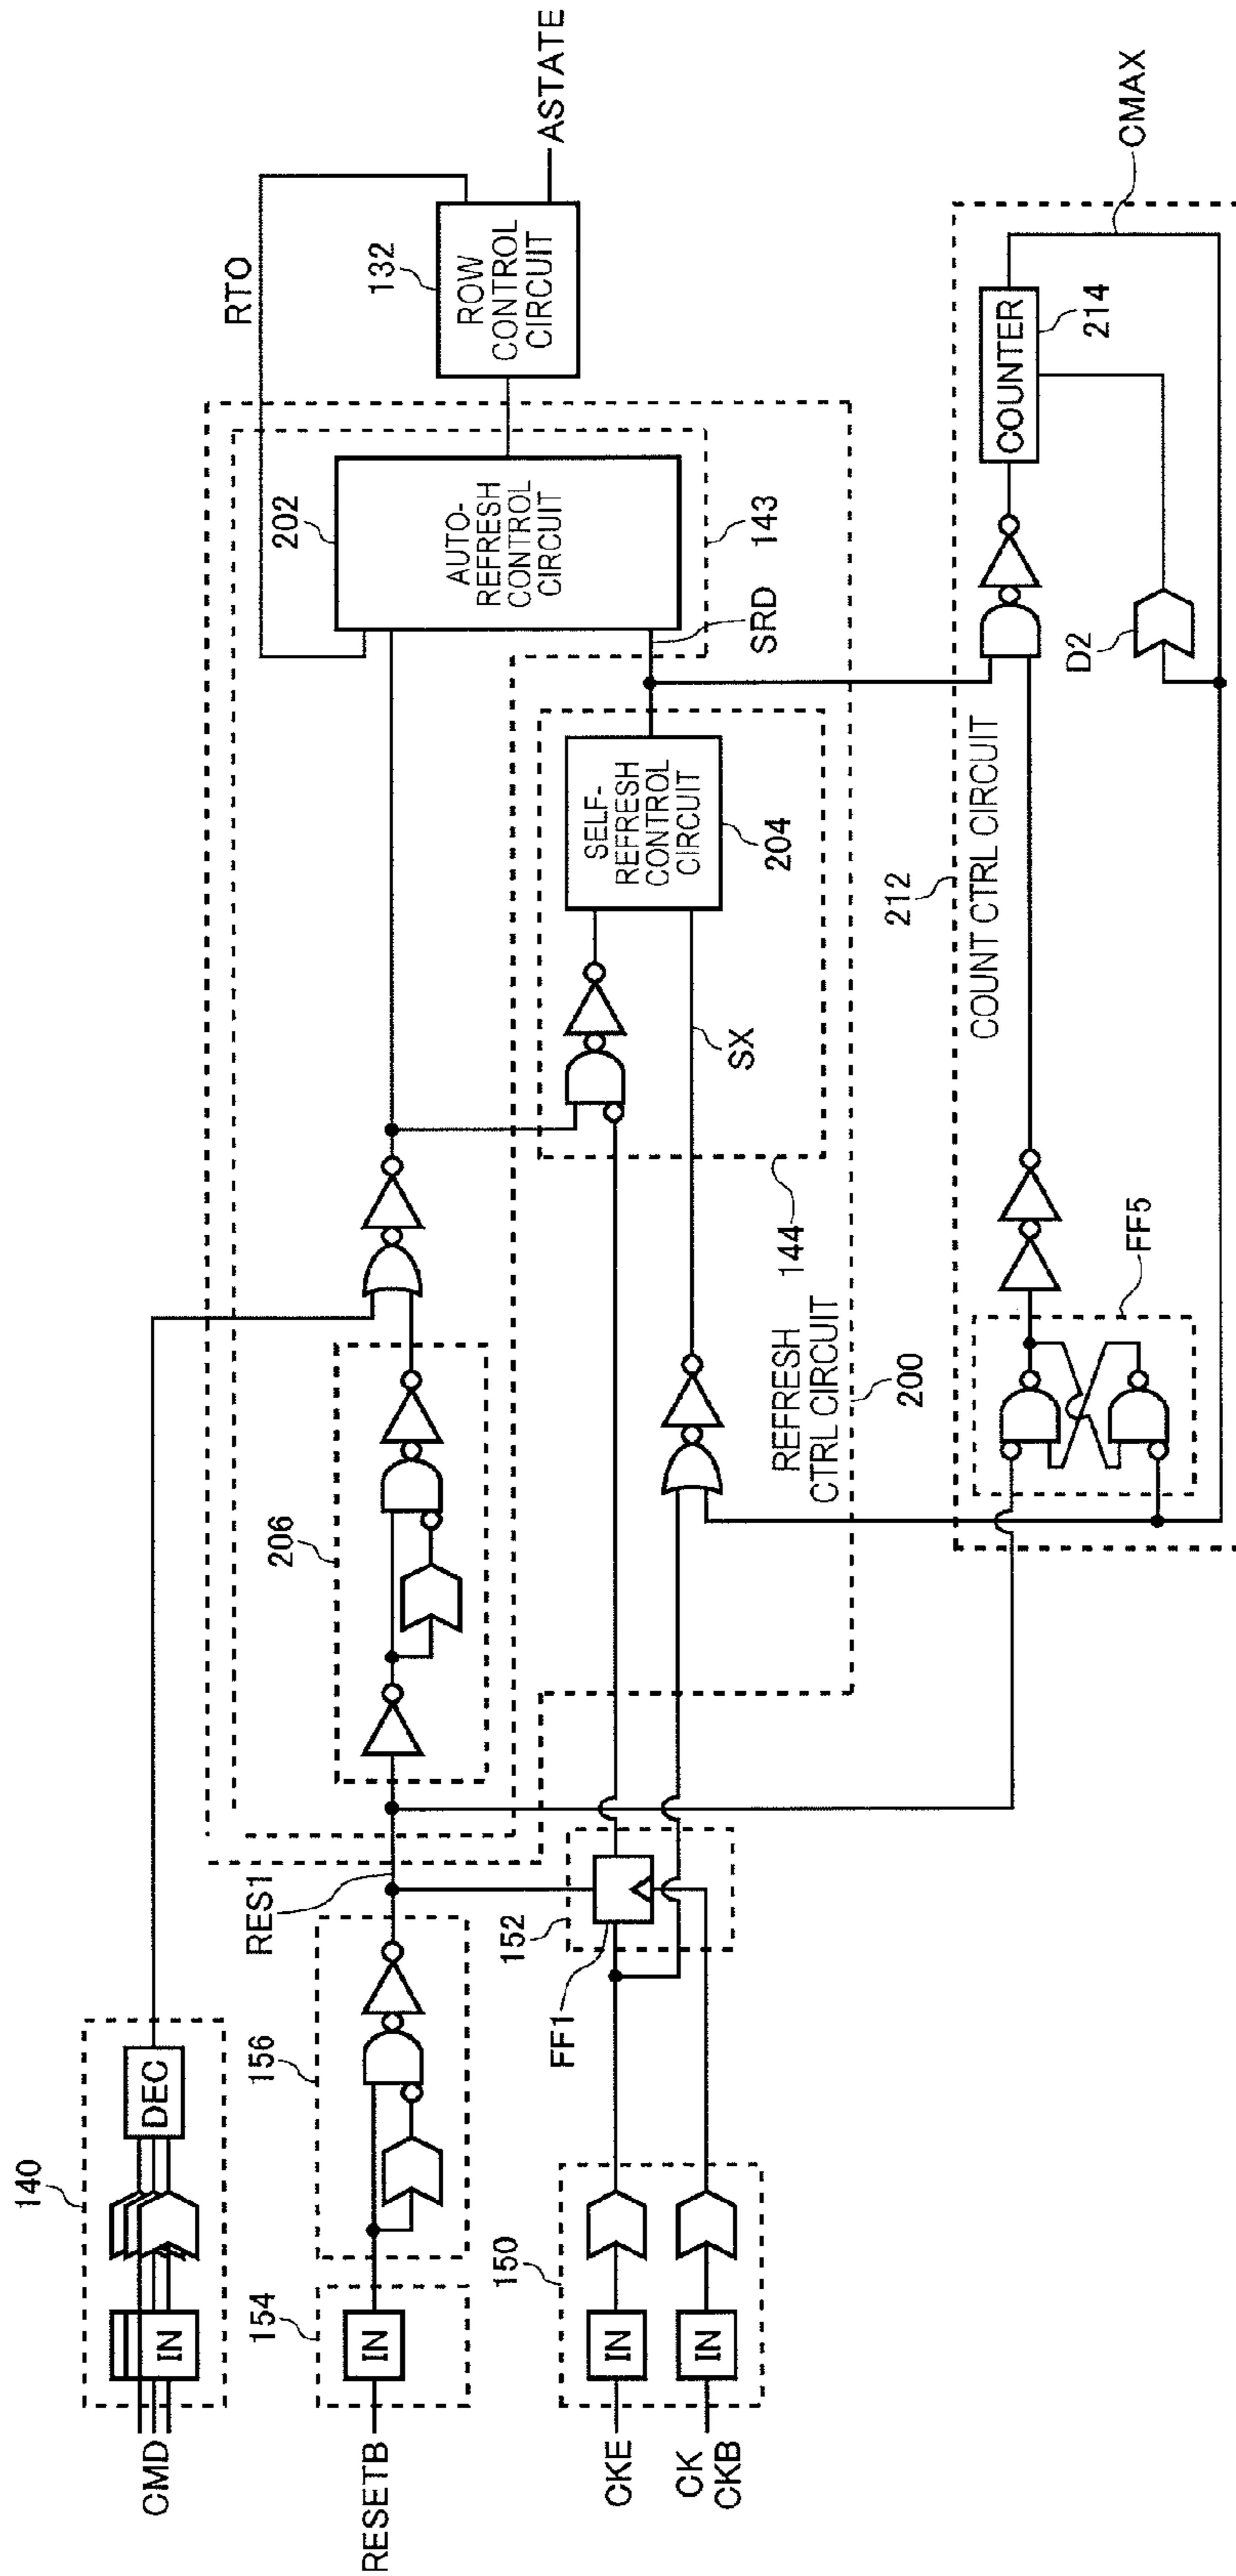 CMD
140
IN
DEC
RESETB
154
IN
156
RES1
206
202
AUTO-
REFRESH
CONTROL
CIRCUIT
RTO
132
ROW
CONTROL
CIRCUIT
ASTATE
143
SRD
CKE
CK
CKB
150
IN
IN
152
FF1
SELF-
REFRESH
CONTROL
CIRCUIT
204
SX
144
REFRESH
CTRL CIRCUIT
200
212
COUNT CTRL CIRCUIT
FF5
D2
COUNTER
214
CMAX